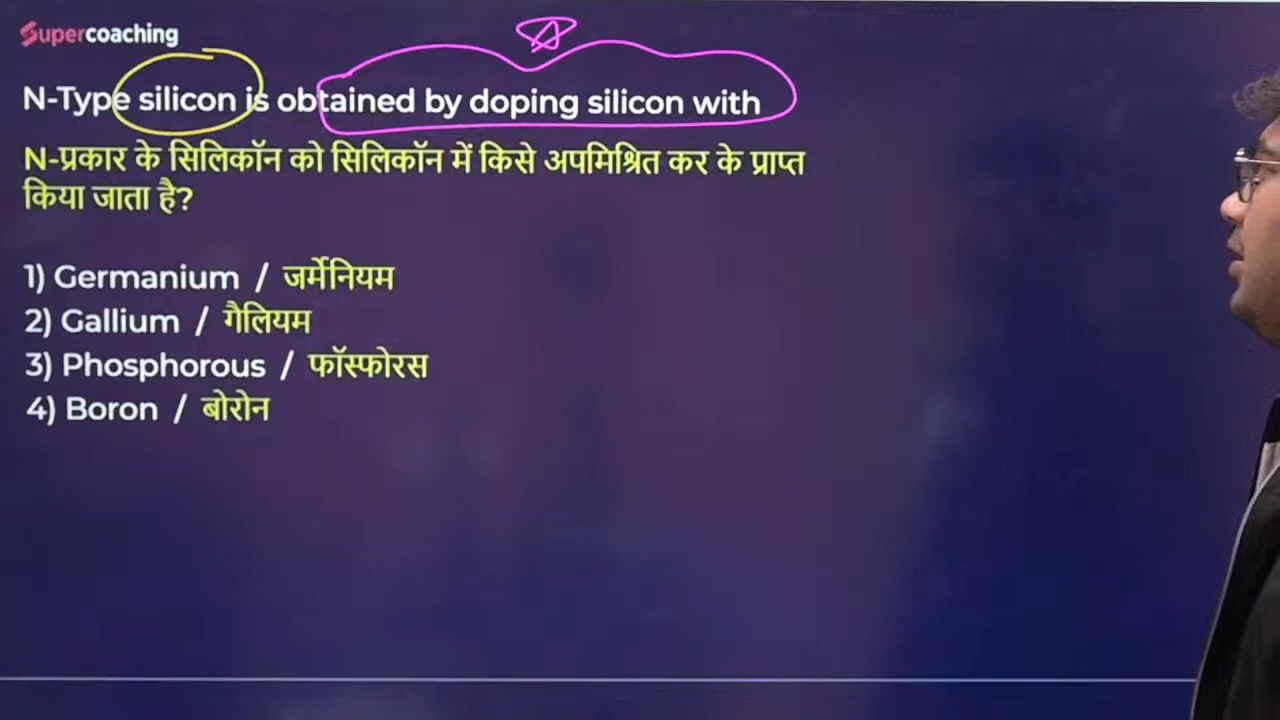 Supercoaching
N-Type silicon is obtained by doping silicon with
N-प्रकार के सिलिकॉन को सिलिकॉन में किसे अपमिश्रित कर के प्राप्त
किया जाता है?
1) Germanium / जर्मेनियम
2) Gallium / गैलियम
3) Phosphorous / फॉस्फोरस
4) Boron / बोरोन